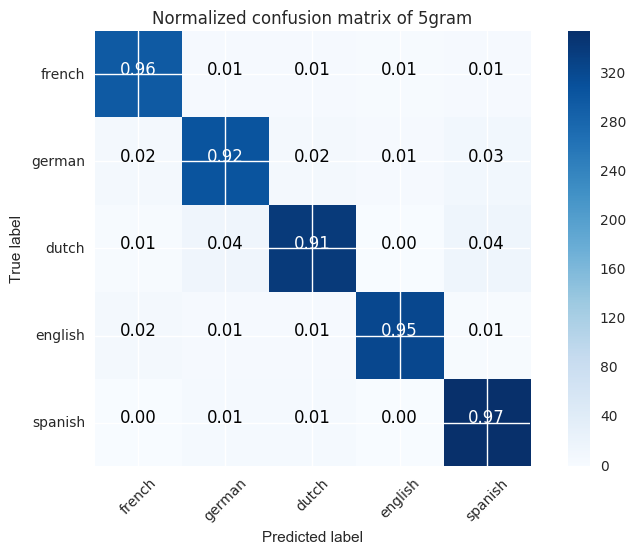 Normalized confusion matrix of 5gram
french 0.96 0.01 0.01 0.01 0.01
german 0.02 0.92 0.02 0.01 0.03
dutch 0.01 0.04 0.91 0.00 0.04
english 0.02 0.01 0.01 0.95 0.01
spanish 0.00 0.01 0.01 0.00 0.97
french german dutch english spanish
True label
Predicted label
320
280
240
200
160
120
80
40
0